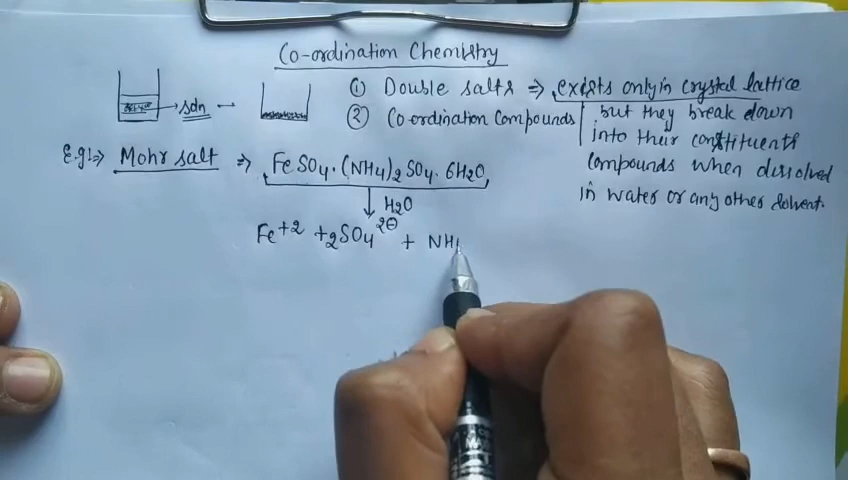 Co-ordination Chemistry
① Double salts ⇒ exists only in crystal lattice
② Co ordination Compounds
but they break down
into their constituents
compounds when dissolved
in water or any other solvent.
soln
E.g1⇒ Mohr salt ⇒ FeSO4·(NH4)2SO4·6H2O
H2O
Fe+2 + 2SO4 2⊖ + NH